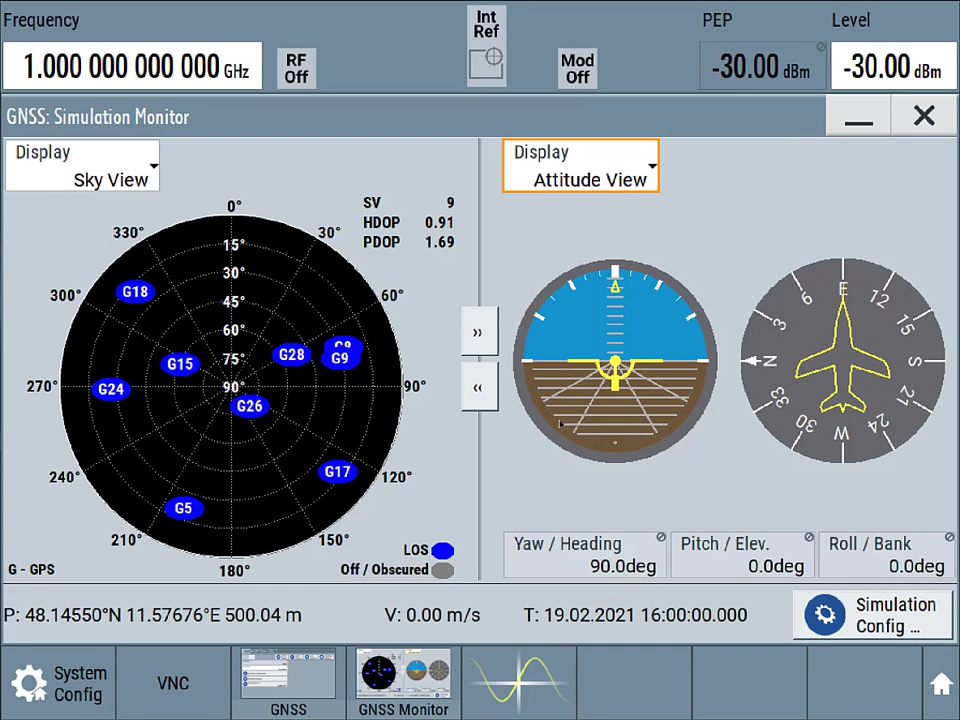 Frequency
Int
Ref
PEP
Level
1.000 000 000 000 GHz
RF
Off
Mod
Off
-30.00 dBm
-30.00 dBm
GNSS: Simulation Monitor
Display
Sky View
Display
Attitude View
SV 9
HDOP 0.91
PDOP 1.69
0°
330°
30°
15°
30°
300°
60°
45°
60°
75°
270°
90°
90°
240°
120°
210°
150°
180°
G18
G28
G9
G15
G24
G26
G17
G5
LOS
G - GPS
Off / Obscured
»
«
E
12
15
S
21
24
W
30
33
N
3
6
Yaw / Heading
90.0deg
Pitch / Elev.
0.0deg
Roll / Bank
0.0deg
P: 48.14550°N 11.57676°E 500.04 m
V: 0.00 m/s
T: 19.02.2021 16:00:00.000
Simulation
Config ...
System
Config
VNC
GNSS
GNSS Monitor